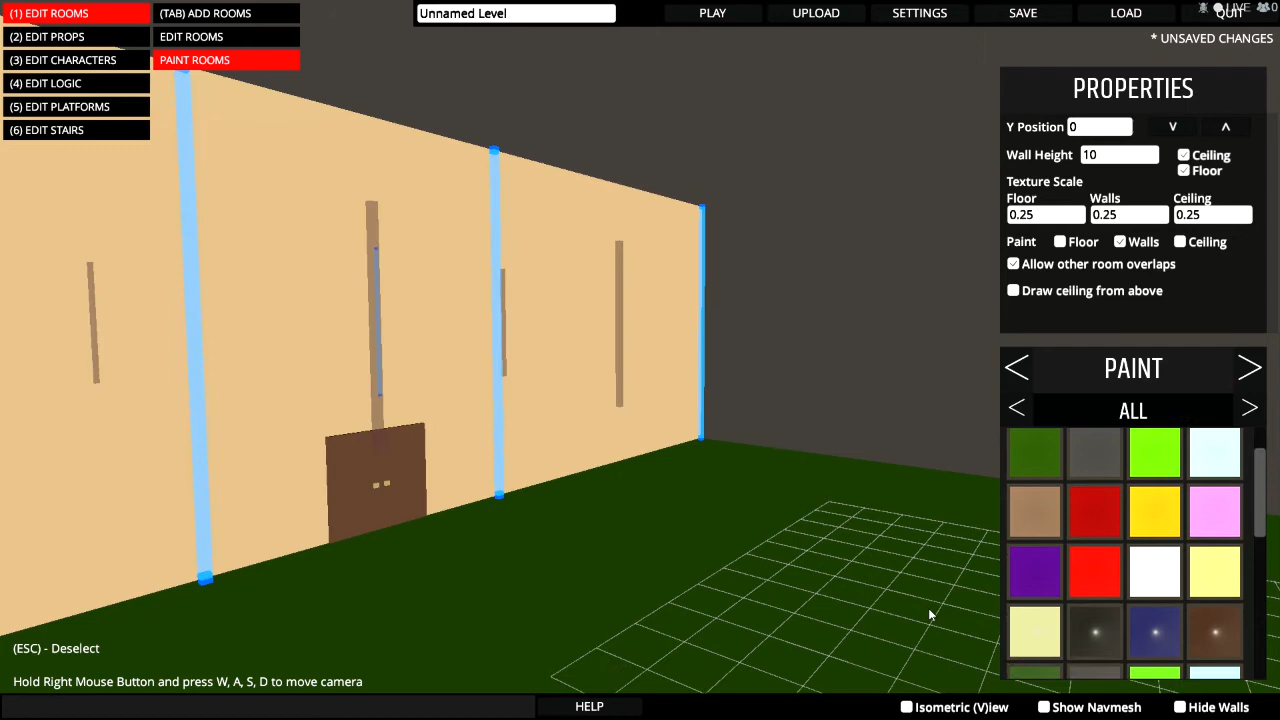 (1) EDIT ROOMS
(TAB) ADD ROOMS
Unnamed Level
PLAY
UPLOAD
SETTINGS
SAVE
LOAD
QUIT
LIVE
(2) EDIT PROPS
EDIT ROOMS
* UNSAVED CHANGES
(3) EDIT CHARACTERS
PAINT ROOMS
(4) EDIT LOGIC
(5) EDIT PLATFORMS
(6) EDIT STAIRS
PROPERTIES
Y Position 0 V ʌ
Wall Height 10
Ceiling
Floor
Texture Scale
Floor Walls Ceiling
0.25 0.25 0.25
Paint Floor Walls Ceiling
Allow other room overlaps
Draw ceiling from above
< PAINT >
< ALL >
(ESC) - Deselect
Hold Right Mouse Button and press W, A, S, D to move camera
HELP
Isometric (V)iew
Show Navmesh
Hide Walls